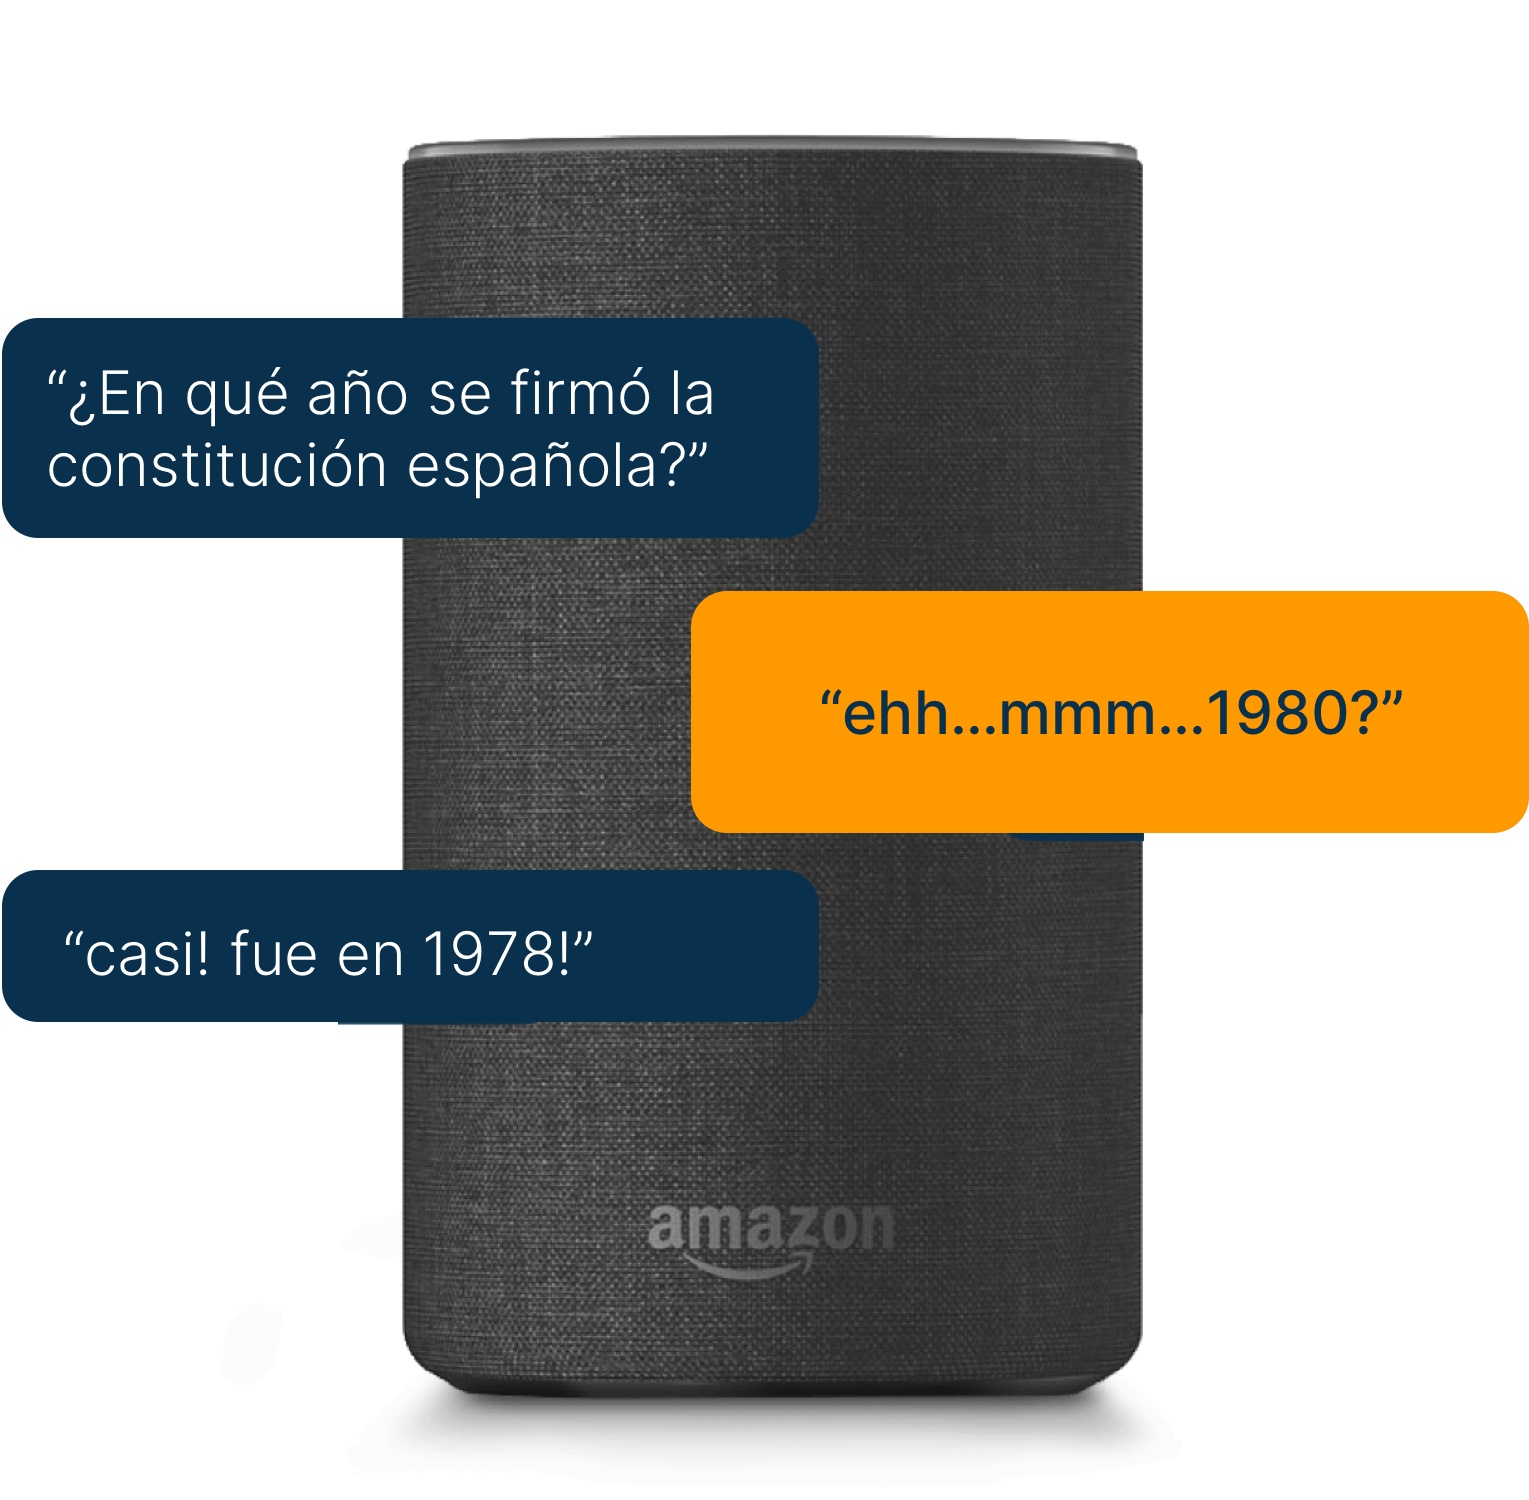 “¿En qué año se firmó la
constitución española?”
“ehh...mmm...1980?”
“casi! fue en 1978!”
amazon